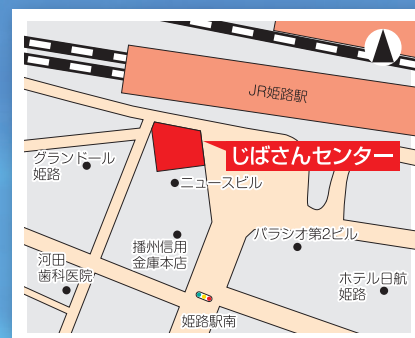 JR姫路駅
じばさんセンター
グランドール
姫路
ニュースビル
播州信用
金庫本店
パラシオ第2ビル
河田
歯科医院
ホテル日航
姫路
姫路駅南